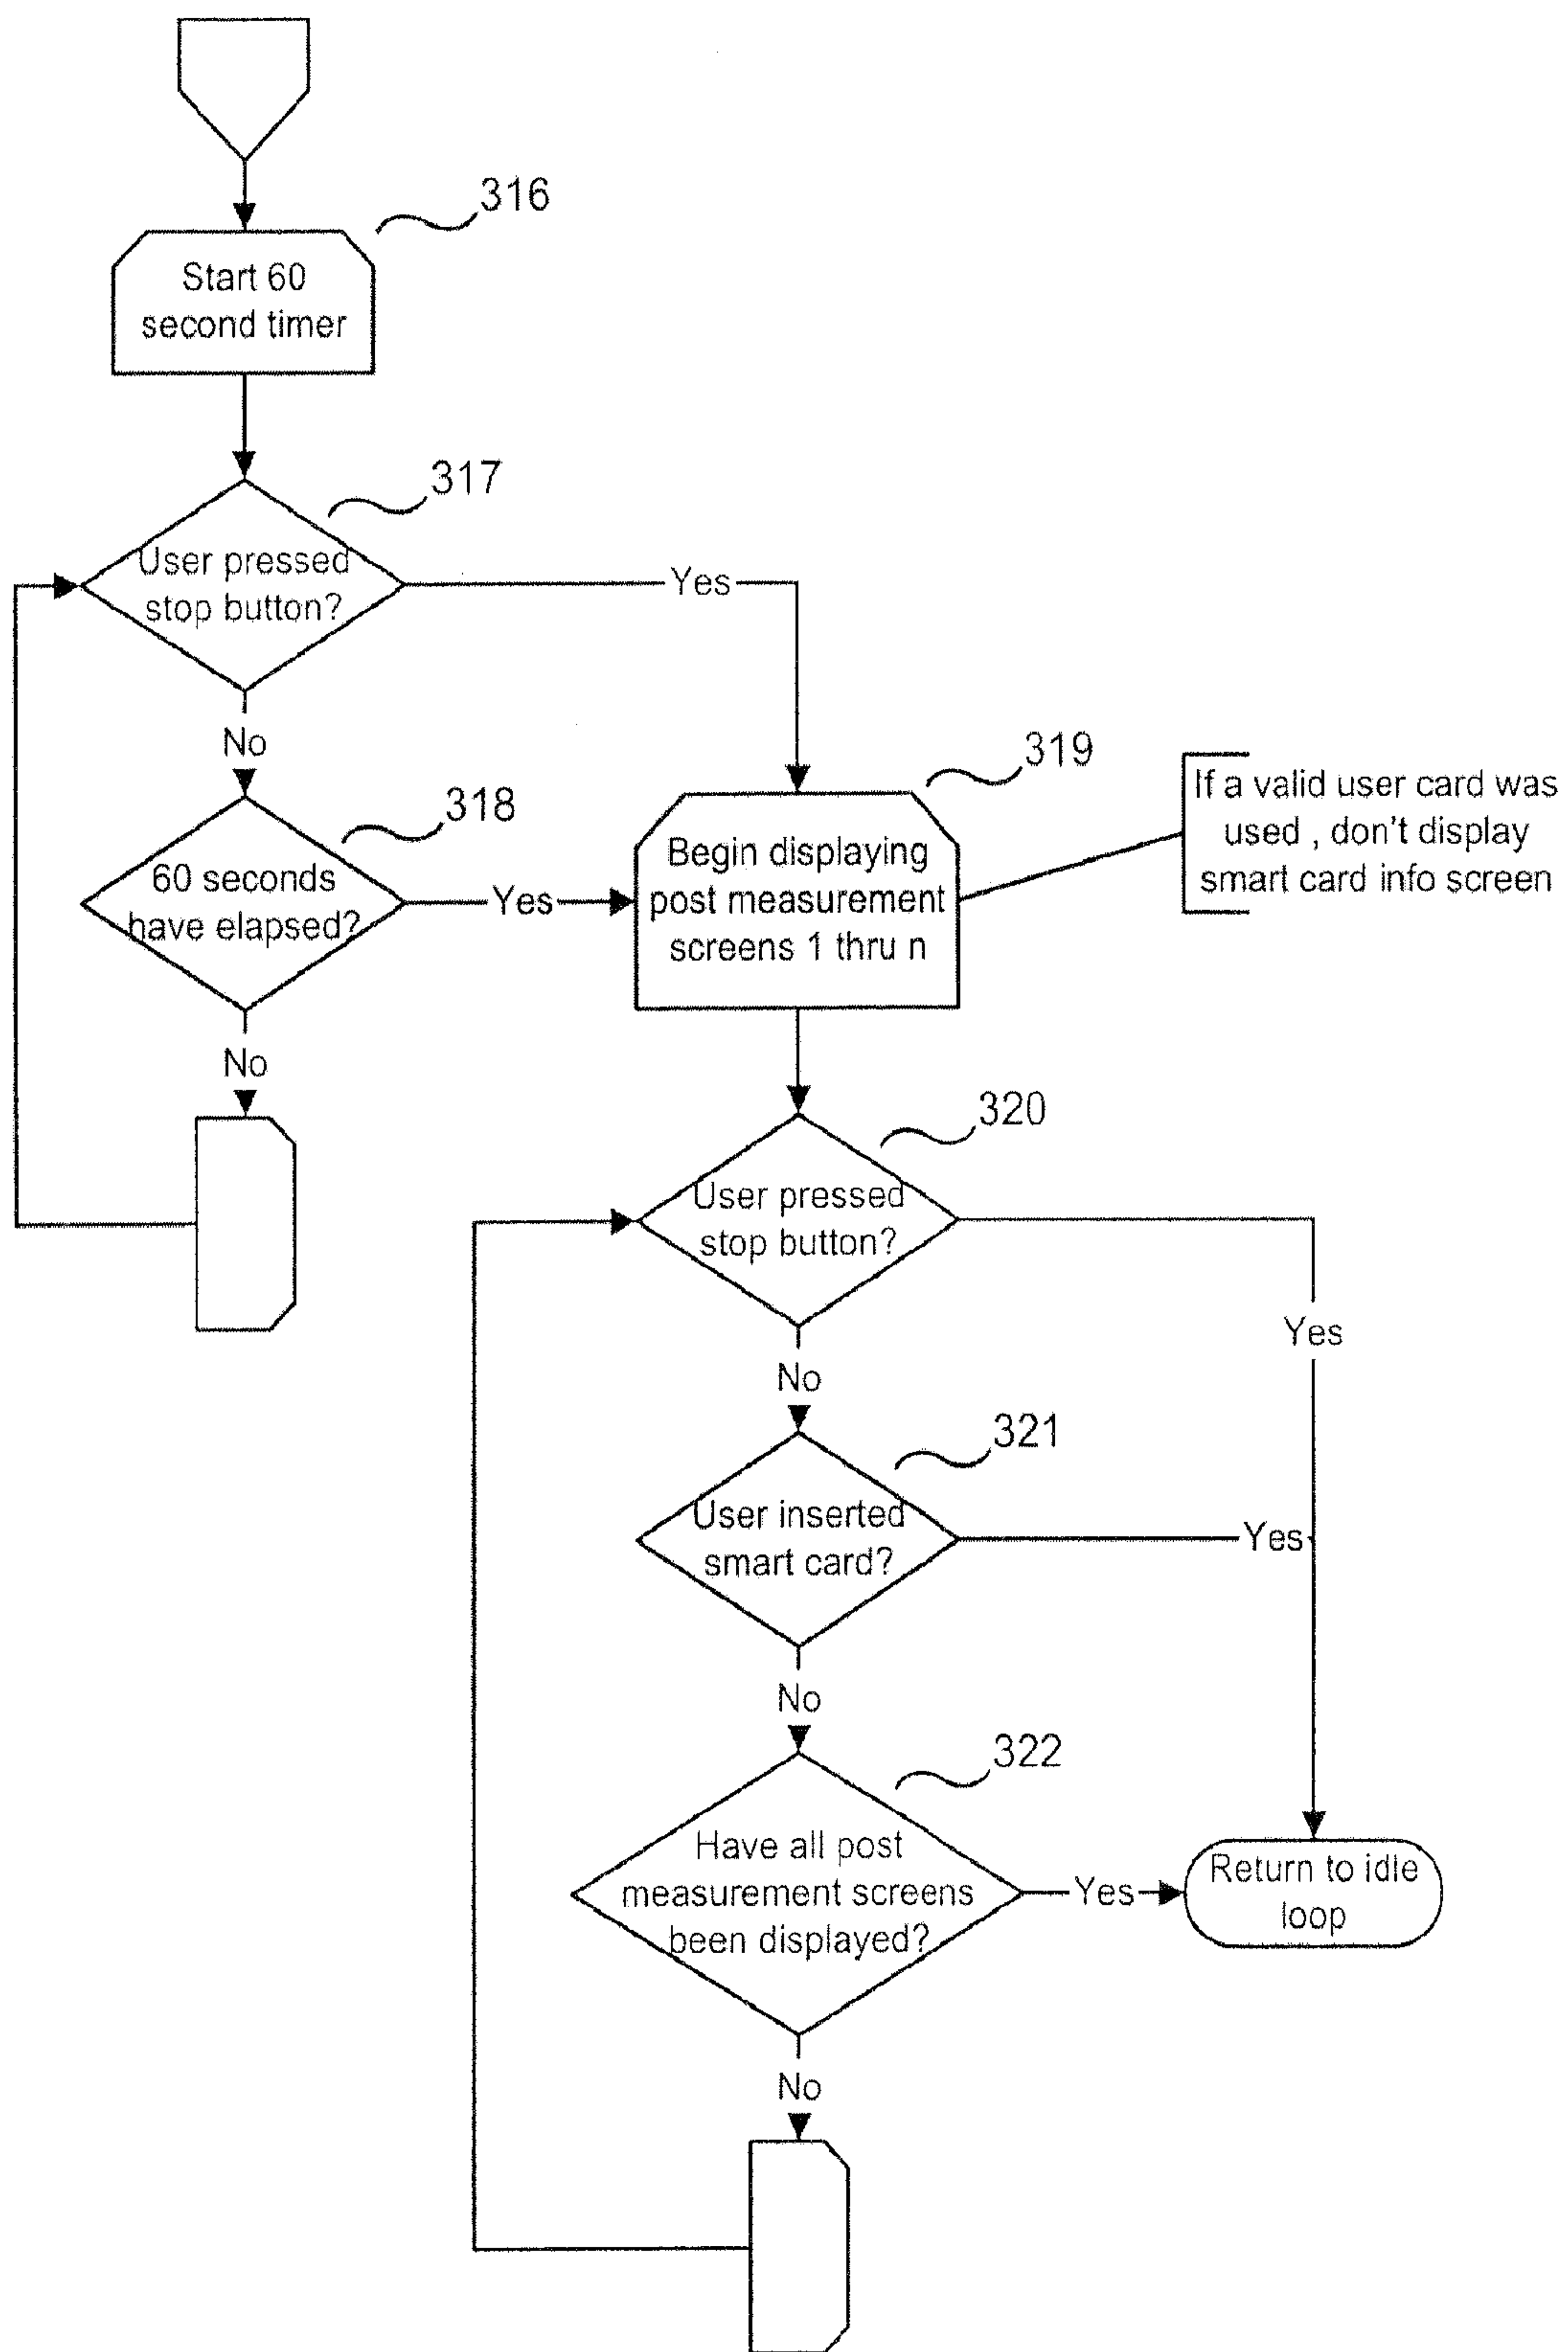 316
Start 60
second timer
317
User pressed
stop button?
Yes
No
318
60 seconds
have elapsed?
Yes
No
319
Begin displaying
post measurement
screens 1 thru n
If a valid user card was
used , don't display
smart card info screen
320
User pressed
stop button?
Yes
No
321
User inserted
smart card?
Yes
No
322
Have all post
measurement screens
been displayed?
Yes
Return to idle
loop
No